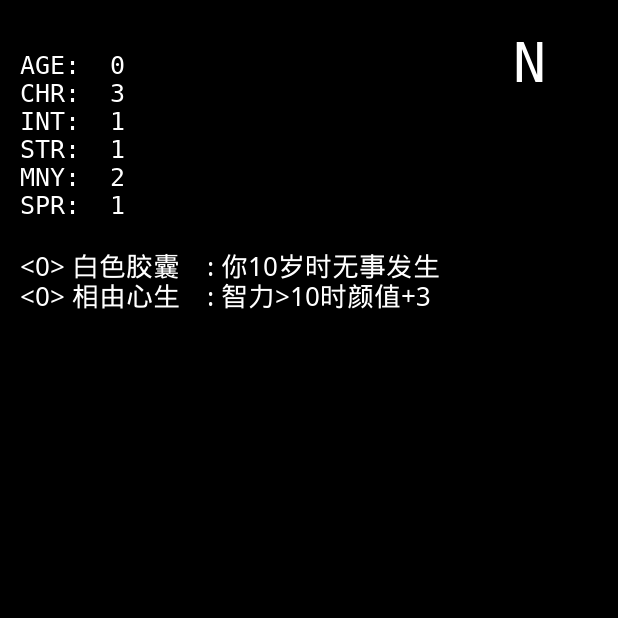 N
AGE: 0
CHR: 3
INT: 1
STR: 1
MNY: 2
SPR: 1
<0> 白色胶囊 : 你10岁时无事发生
<0> 相由心生 : 智力>10时颜值+3